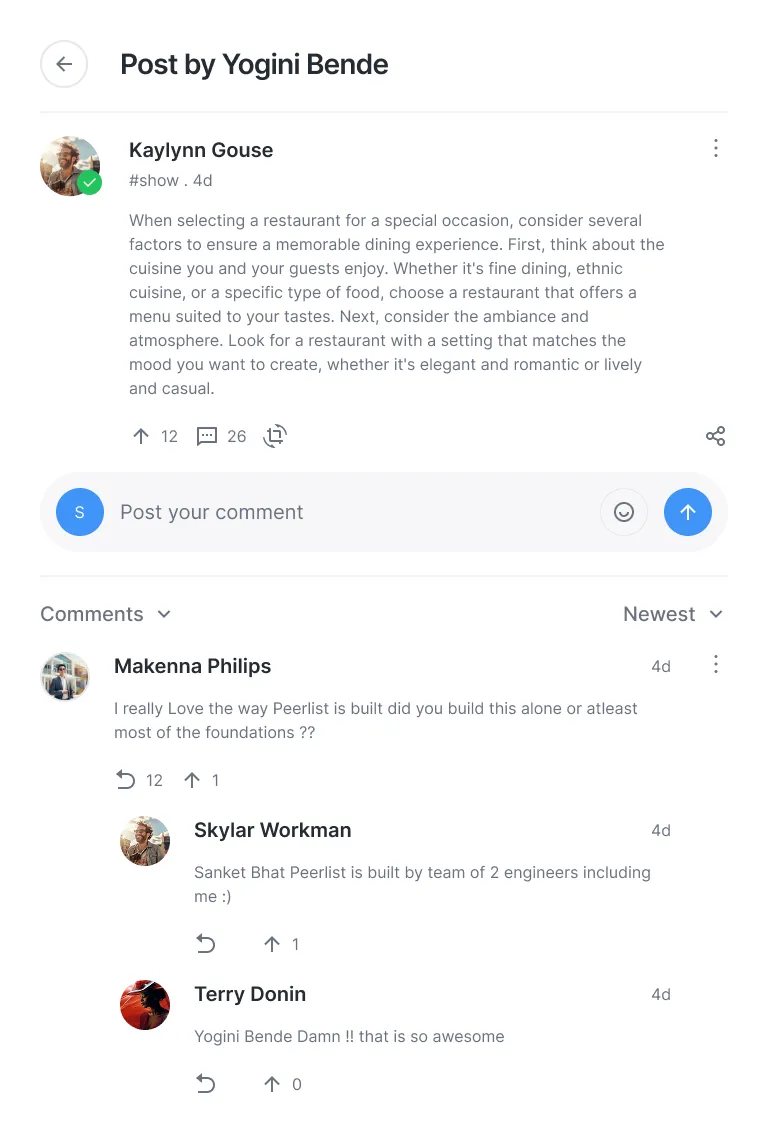 Post by Yogini Bende
Kaylynn Gouse
#show . 4d
When selecting a restaurant for a special occasion, consider several
factors to ensure a memorable dining experience. First, think about the
cuisine you and your guests enjoy. Whether it's fine dining, ethnic
cuisine, or a specific type of food, choose a restaurant that offers a
menu suited to your tastes. Next, consider the ambiance and
atmosphere. Look for a restaurant with a setting that matches the
mood you want to create, whether it's elegant and romantic or lively
and casual.
12 26
S Post your comment
Comments Newest
Makenna Philips 4d
I really Love the way Peerlist is built did you build this alone or atleast
most of the foundations ??
12 1
Skylar Workman 4d
Sanket Bhat Peerlist is built by team of 2 engineers including
me :)
1
Terry Donin 4d
Yogini Bende Damn !! that is so awesome
0